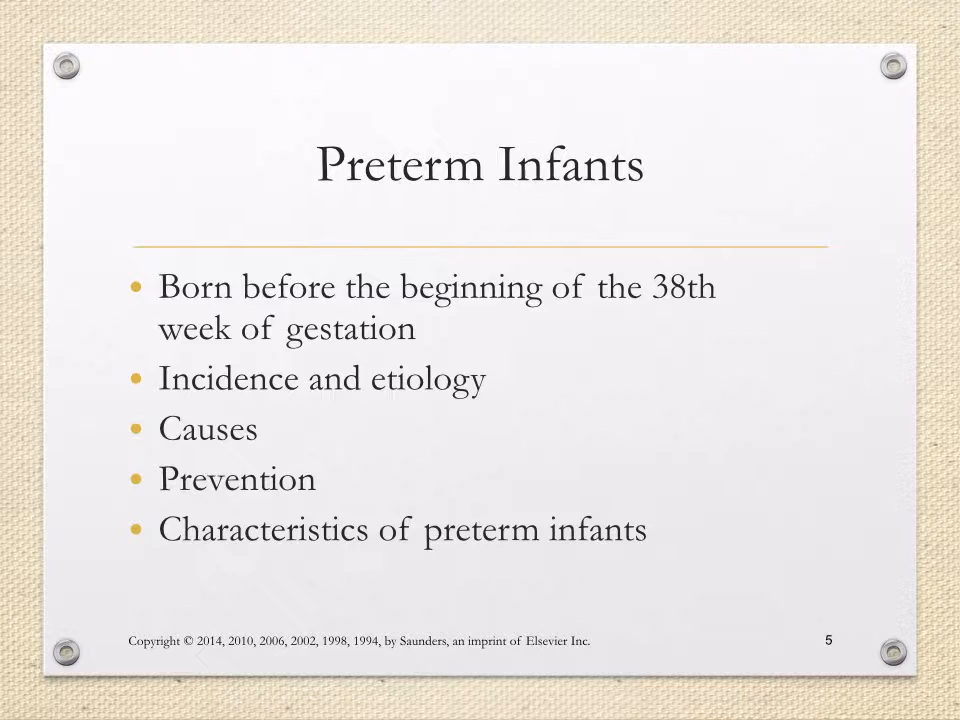 Preterm Infants
• Born before the beginning of the 38th
week of gestation
• Incidence and etiology
• Causes
• Prevention
• Characteristics of preterm infants
Copyright © 2014, 2010, 2006, 2002, 1998, 1994, by Saunders, an imprint of Elsevier Inc.
5